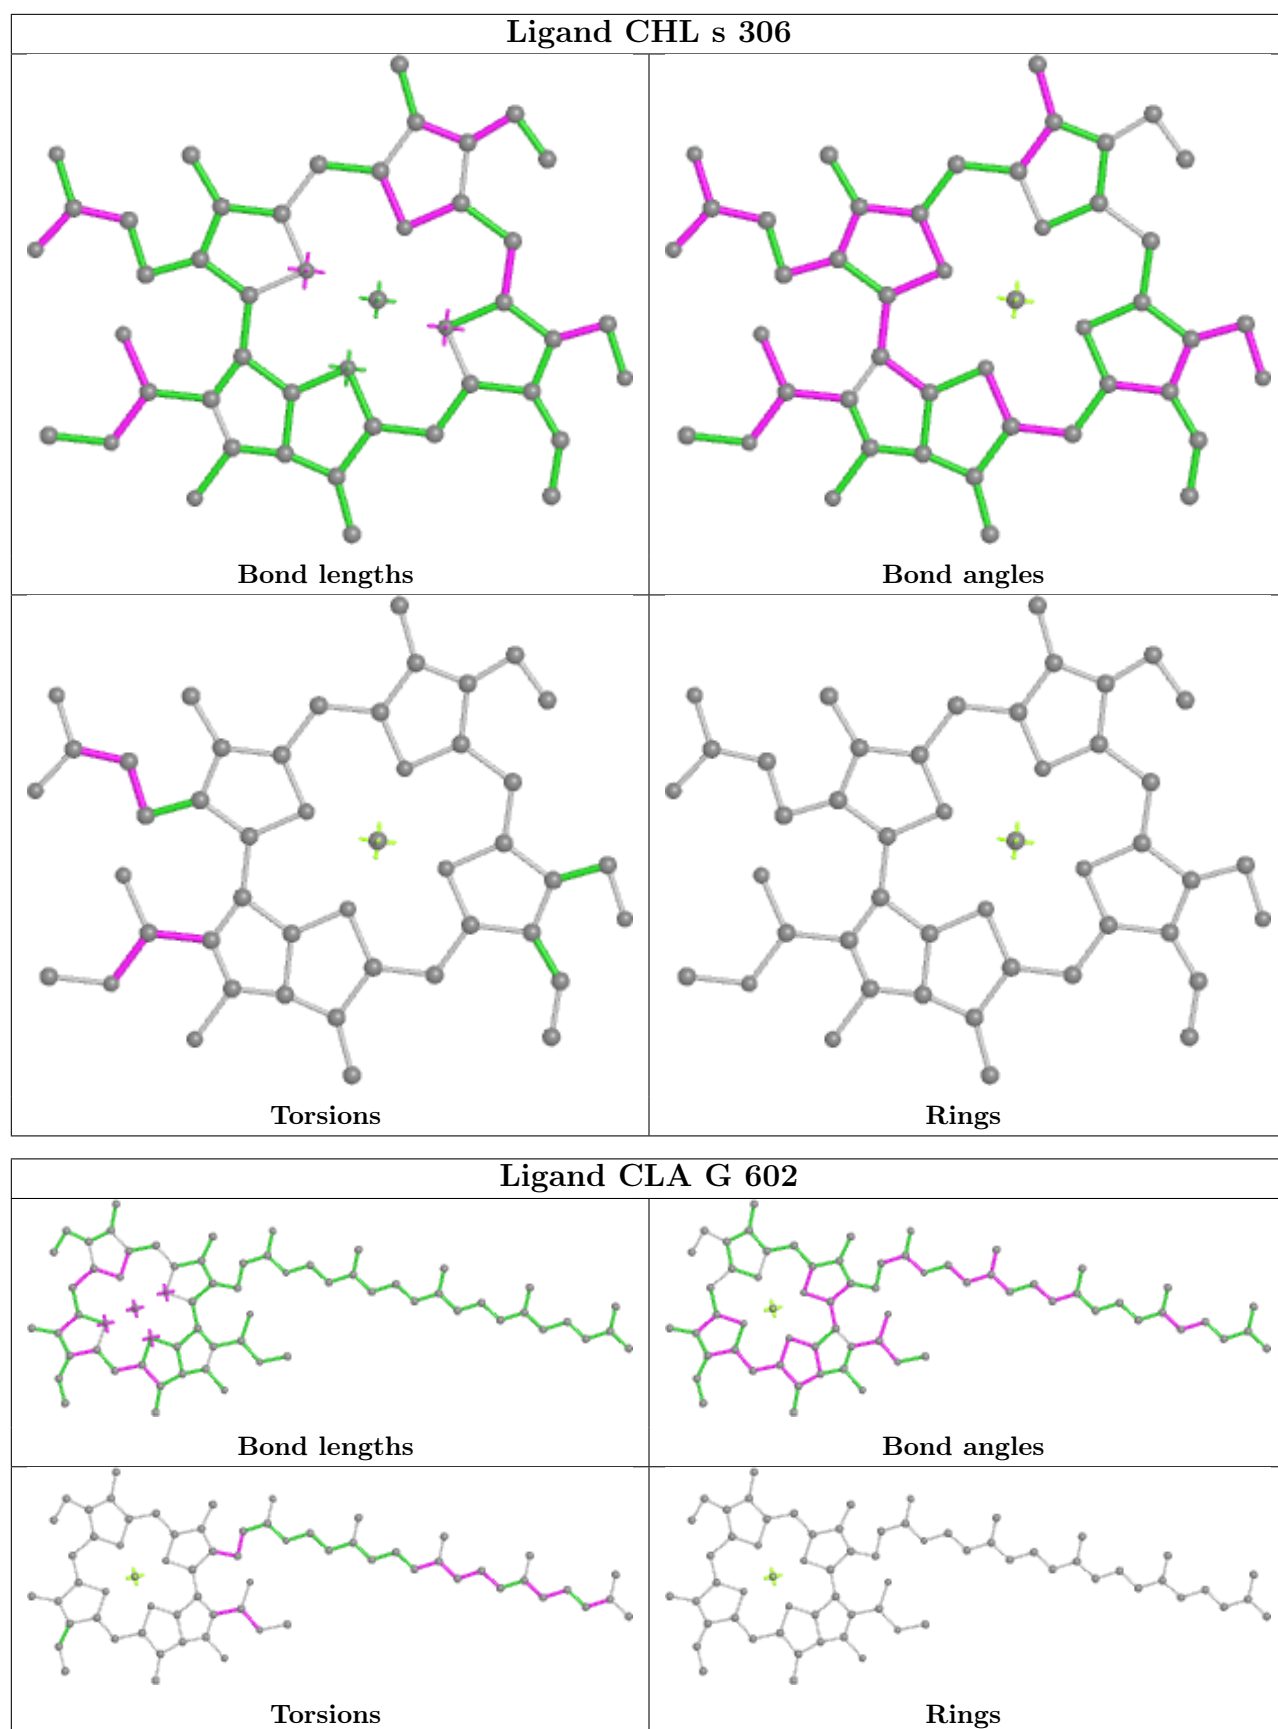 Ligand CHL s 306
Bond lengths
Bond angles
Torsions
Rings
Ligand CLA G 602
Bond lengths
Bond angles
Torsions
Rings